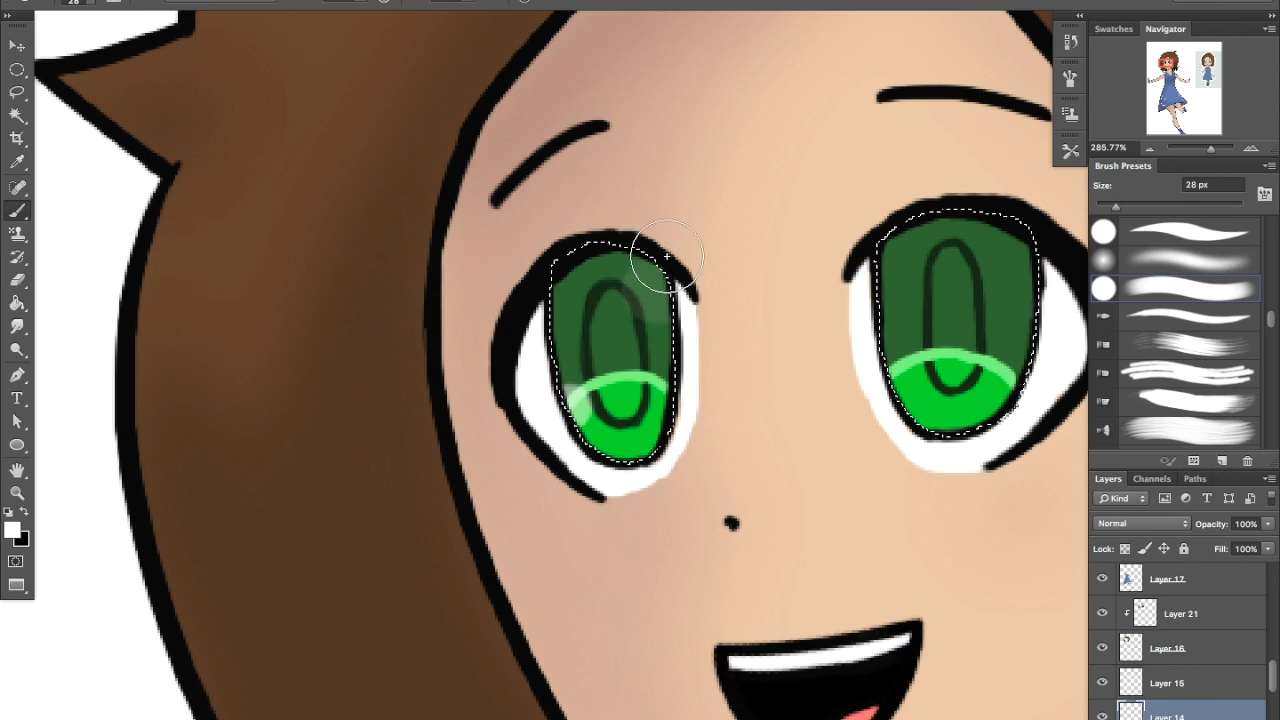 28
Swatches Navigator
285.77%
Brush Presets
Size: 28 px
Layers Channels Paths
Kind
Normal Opacity: 100%
Lock: Fill: 100%
Layer 17
Layer 21
Layer 16
Layer 15
Layer 14